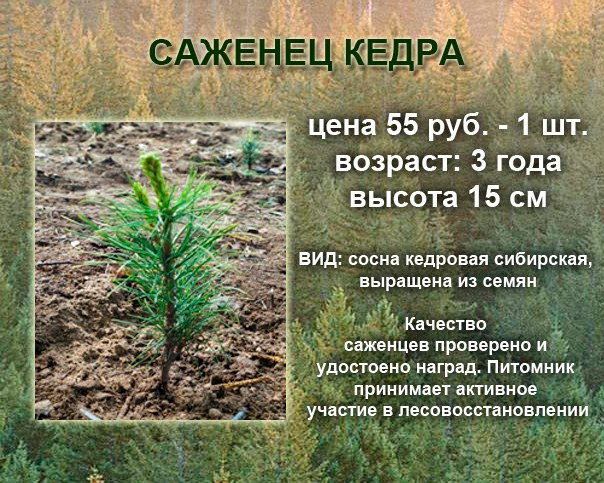 САЖЕНЕЦ КЕДРА
цена 55 руб. - 1 шт.
возраст: 3 года
высота 15 см
ВИД: сосна кедровая сибирская,
выращена из семян
Качество
саженцев проверено и
удостоено наград. Питомник
принимает активное
участие в лесовосстановлении